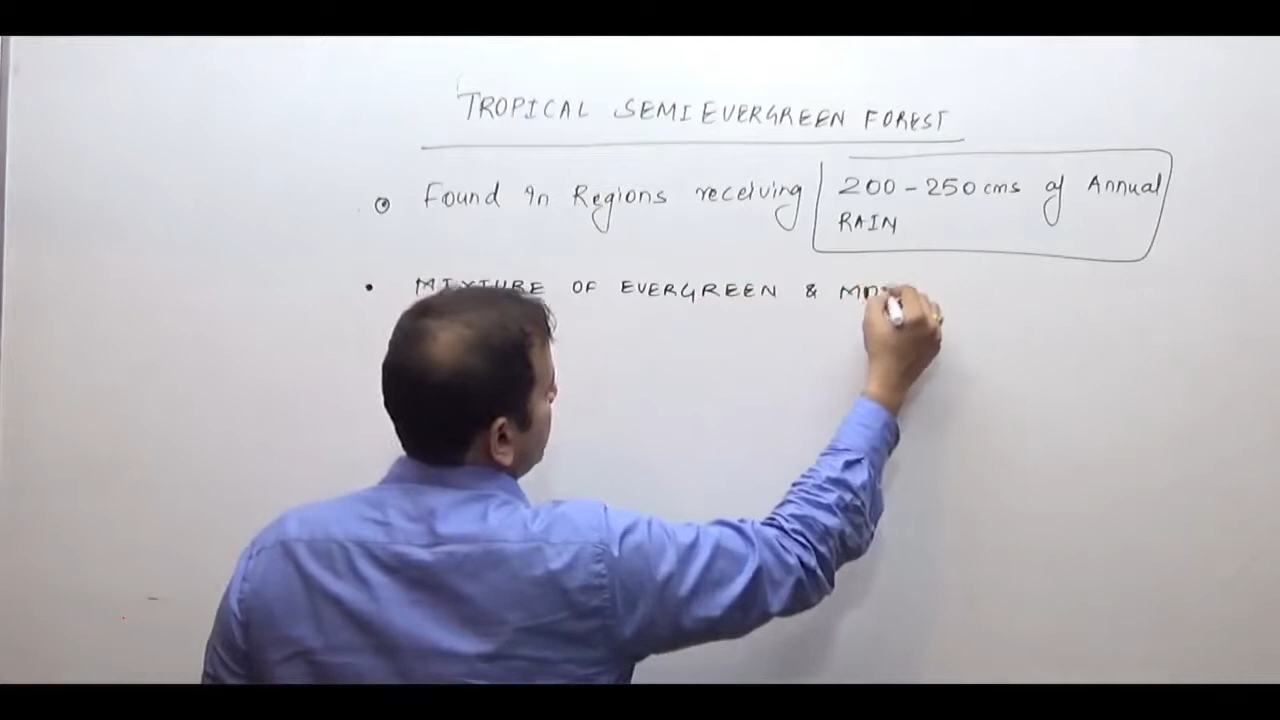 TROPICAL SEMI EVERGREEN FOREST
Found In Regions receiving 200-250 cms of Annual
RAIN
MIXTURE OF EVERGREEN &